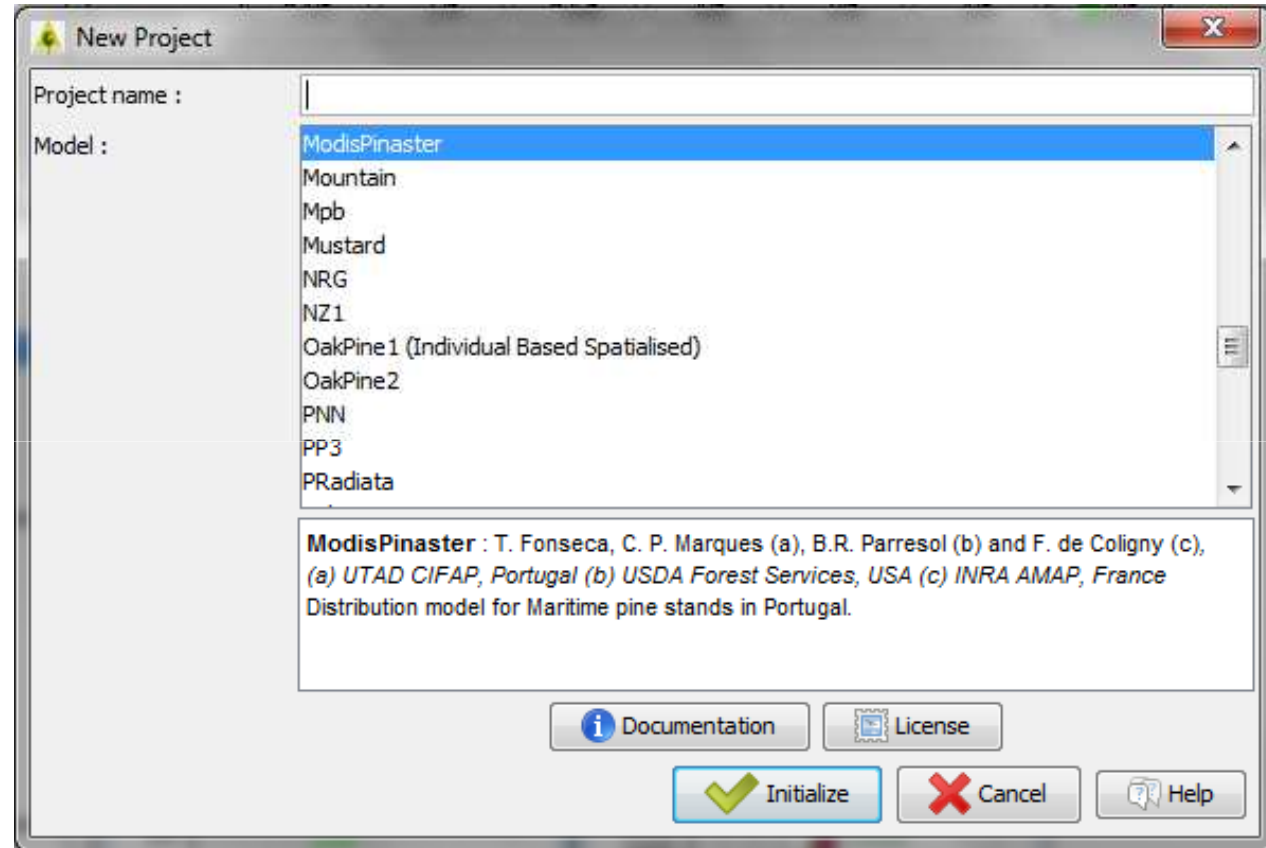 New Project
Project name :
Model :
ModisPinaster
Mountain
Mpb
Mustard
NRG
NZ1
OakPine1 (Individual Based Spatialised)
OakPine2
PNN
PP3
PRadiata
ModisPinaster : T. Fonseca, C. P. Marques (a), B.R. Parresol (b) and F. de Coligny (c),
(a) UTAD CIFAP, Portugal (b) USDA Forest Services, USA (c) INRA AMAP, France
Distribution model for Maritime pine stands in Portugal.
Documentation
License
Initialize
Cancel
Help